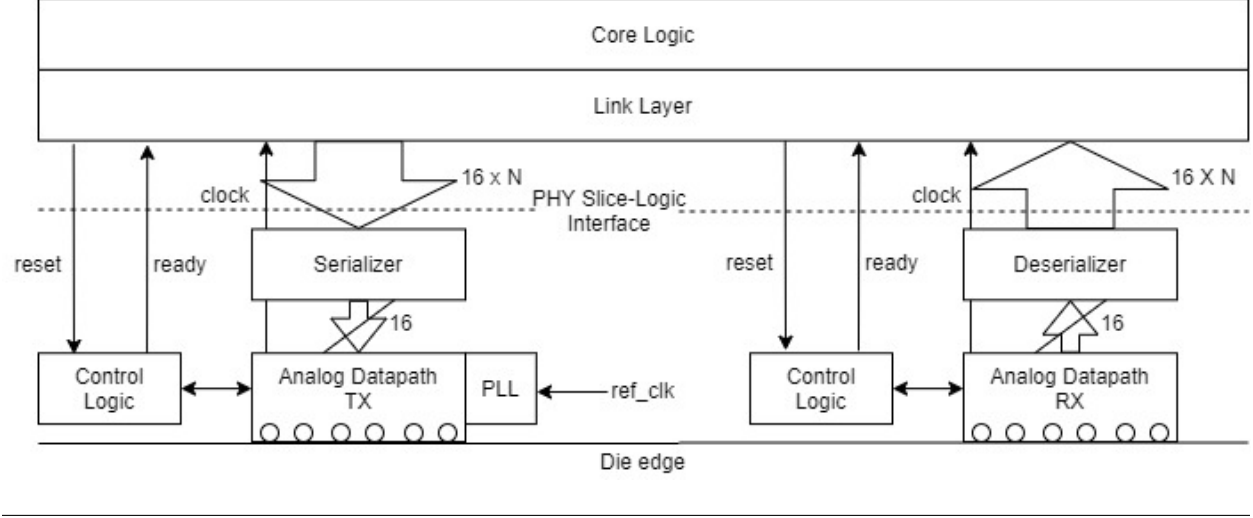 Core Logic
Link Layer
16 x N
16 X N
clock
clock
PHY Slice-Logic
Interface
reset
ready
Serializer
reset
ready
Deserializer
16
16
Control
Logic
Analog Datapath
TX
PLL
ref_clk
Control
Logic
Analog Datapath
RX
Die edge